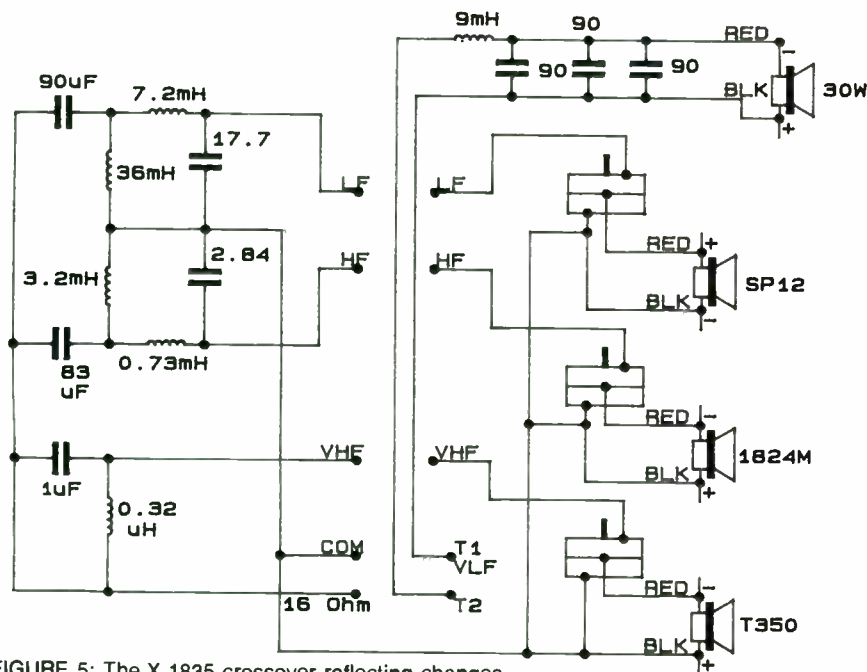 9mH
90
RED
-
90
90
BLK
30W
+
90uF
7.2mH
17.7
36mH
LF
LF
2.84
HF
HF
3.2mH
RED
+
SP12
BLK
-
0.73mH
83
uF
RED
-
VHF
VHF
1824M
1uF
BLK
+
0.32
uH
COM
T1
VLF
16 Ohm
T2
RED
-
T350
BLK
+
FIGURE 5: The X-1825 crossover reflecting changes